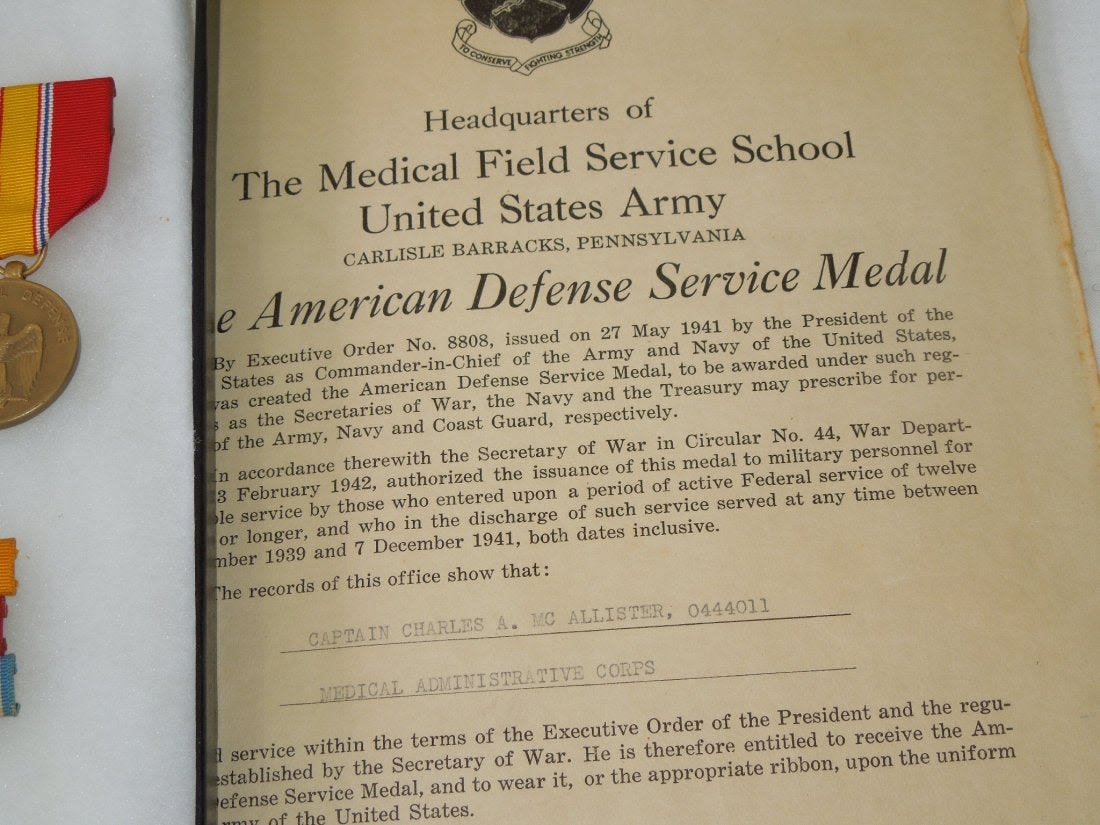 TO CONSERVE FIGHTING STRENGTH
Headquarters of
The Medical Field Service School
United States Army
CARLISLE BARRACKS, PENNSYLVANIA
e American Defense Service Medal
By Executive Order No. 8808, issued on 27 May 1941 by the President of the
States as Commander-in-Chief of the Army and Navy of the United States,
was created the American Defense Service Medal, to be awarded under such reg-
s as the Secretaries of War, the Navy and the Treasury may prescribe for per-
of the Army, Navy and Coast Guard, respectively.
In accordance therewith the Secretary of War in Circular No. 44, War Depart-
3 February 1942, authorized the issuance of this medal to military personnel for
ble service by those who entered upon a period of active Federal service of twelve
or longer, and who in the discharge of such service served at any time between
mber 1939 and 7 December 1941, both dates inclusive.
The records of this office show that:
CAPTAIN CHARLES A. MC ALLISTER, 0444011
MEDICAL ADMINISTRATIVE CORPS
d service within the terms of the Executive Order of the President and the regu-
established by the Secretary of War. He is therefore entitled to receive the Am-
efense Service Medal, and to wear it, or the appropriate ribbon, upon the uniform
rmy of the United States.
L DEFENSE